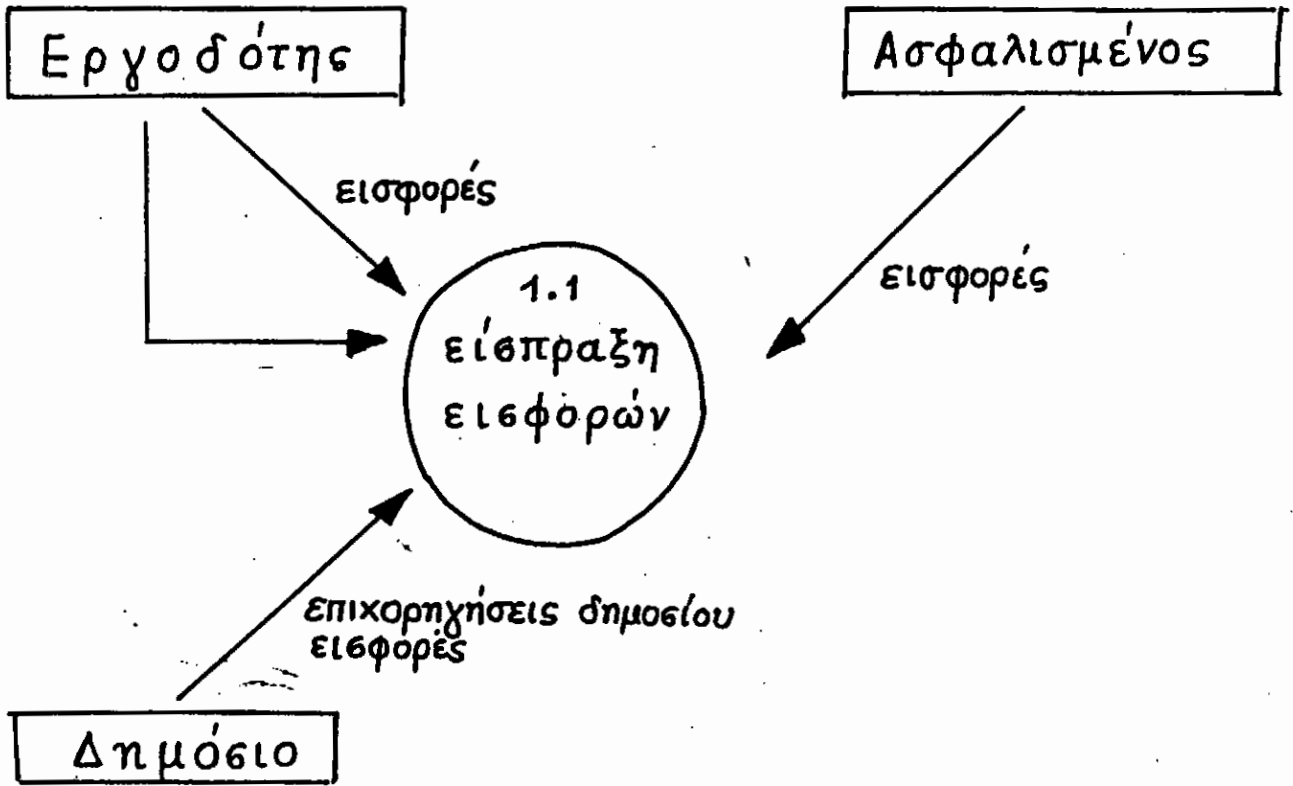 Εργοδότης
Ασφαλισμένος
εισφορές
εισφορές
1.1
είσπραξη
εισφορών
επιχορηγήσεις δημοσίου
εισφορές
Δημόσιο